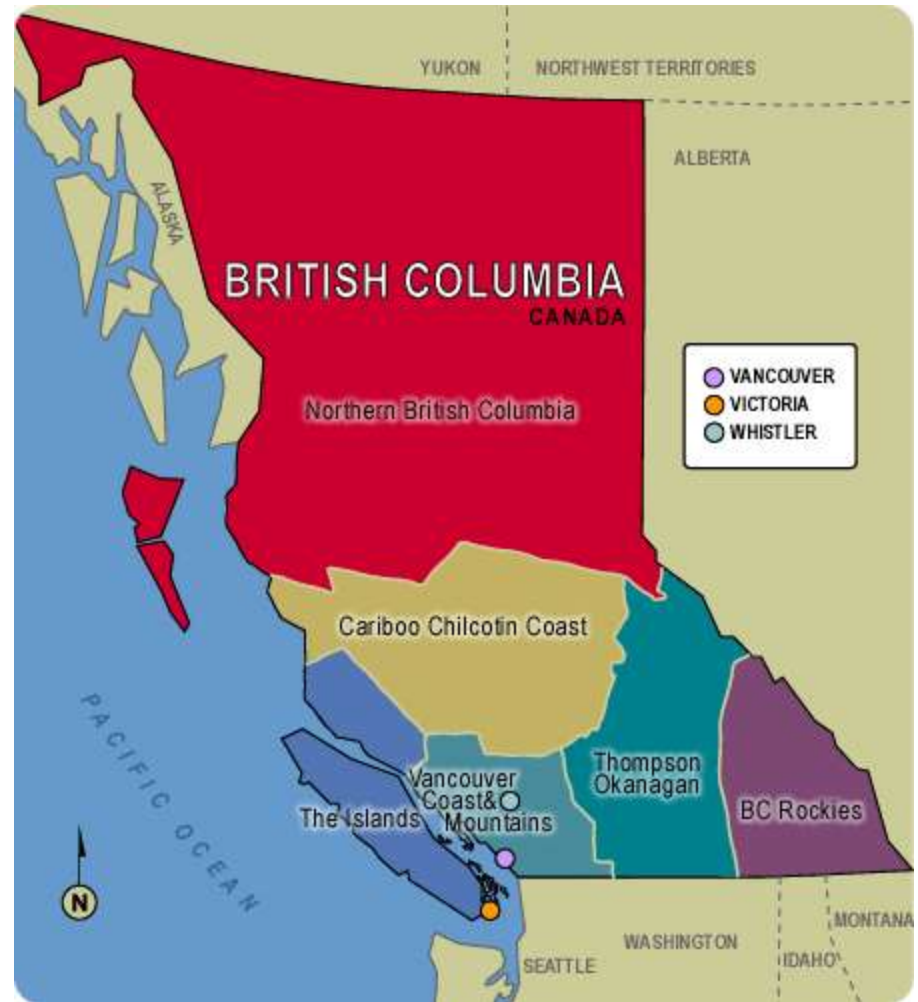 YUKON
NORTHWEST TERRITORIES
ALBERTA
ALASKA
BRITISH COLUMBIA
CANADA
VANCOUVER
VICTORIA
WHISTLER
Northern British Columbia
Cariboo Chilcotin Coast
PACIFIC OCEAN
Thompson
Okanagan
Vancouver
Coast&
Mountains
The Islands
BC Rockies
N
MONTANA
WASHINGTON
IDAHO
SEATTLE